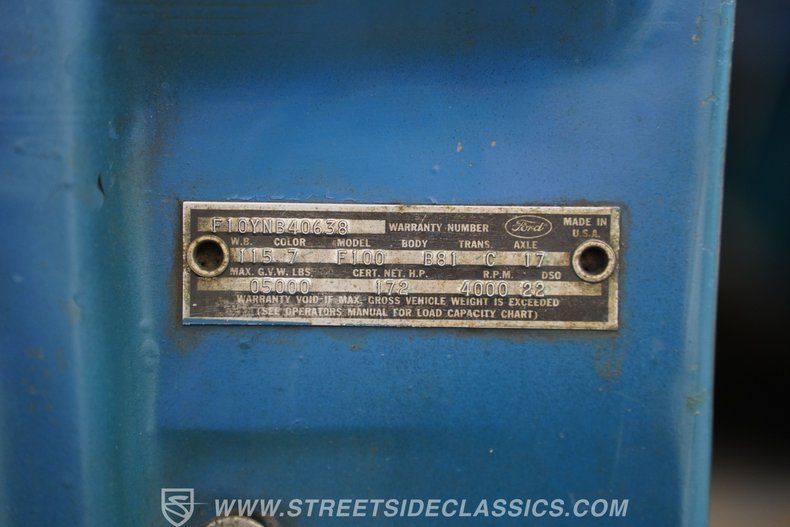 F10YNB40638 WARRANTY NUMBER Ford MADE IN U.S.A.
W.B. COLOR MODEL BODY TRANS. AXLE
115.7 F100 B81 C 17
MAX. G.V.W. LBS. CERT. NET. H.P. R.P.M. DSO
05000 172 4000 22
WARRANTY VOID IF MAX. GROSS VEHICLE WEIGHT IS EXCEEDED
(SEE OPERATORS MANUAL FOR LOAD CAPACITY CHART)
WWW.STREETSIDECLASSICS.COM